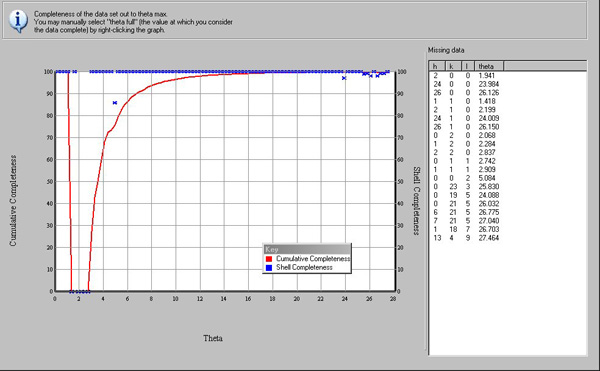 Completeness of the data set out to theta max.
You may manually select "theta full" (the value at which you consider
the data complete) by right-clicking the graph.
Missing data
h k l theta
2 0 0 1.941
24 0 0 23.984
26 0 0 26.126
1 1 0 1.418
2 1 0 2.199
24 1 0 24.009
26 1 0 26.150
0 2 0 2.068
1 2 0 2.284
2 2 0 2.837
0 1 1 2.742
1 1 1 2.909
0 0 2 5.084
0 23 3 25.830
0 19 5 24.088
0 21 5 26.032
6 21 5 26.775
7 21 5 27.040
1 18 7 26.703
13 4 9 27.464
Cumulative Completeness
100
90
80
70
60
50
40
30
20
10
0
Shell Completeness
100
90
80
70
60
50
40
30
20
10
0
Key
Cumulative Completeness
Shell Completeness
0 2 4 6 8 10 12 14 16 18 20 22 24 26 28
Theta